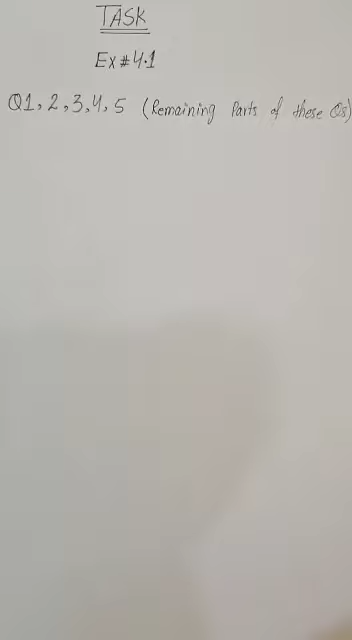 TASK
Ex # 4.1
Q1, 2, 3, 4, 5 (Remaining Parts of these Qs)